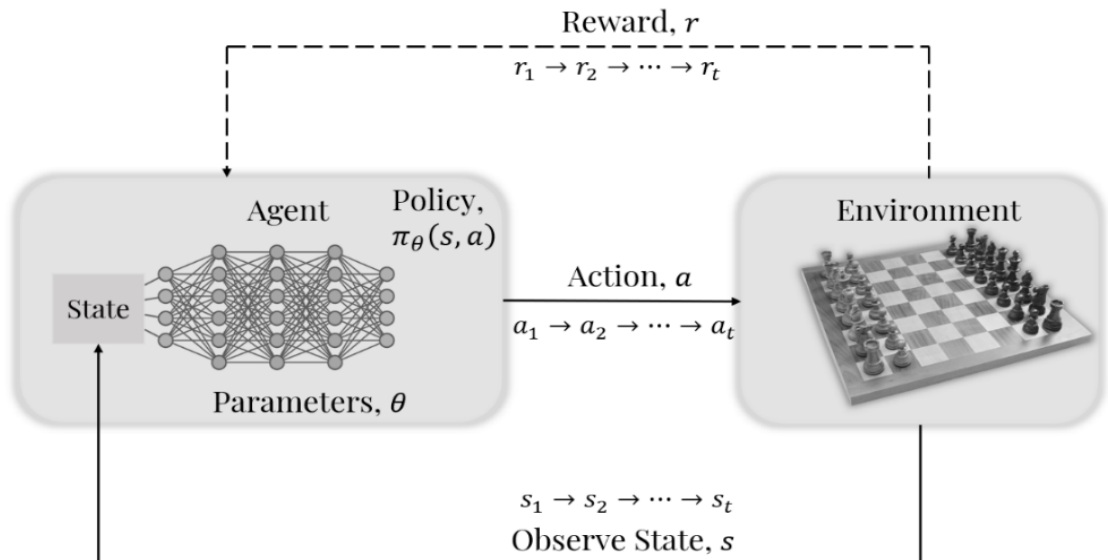 Reward, r
r₁ → r₂ → ⋯ → rₜ
Agent
Policy,
π_θ(s, a)
State
Parameters, θ
Action, a
a₁ → a₂ → ⋯ → aₜ
Environment
s₁ → s₂ → ⋯ → sₜ
Observe State, s